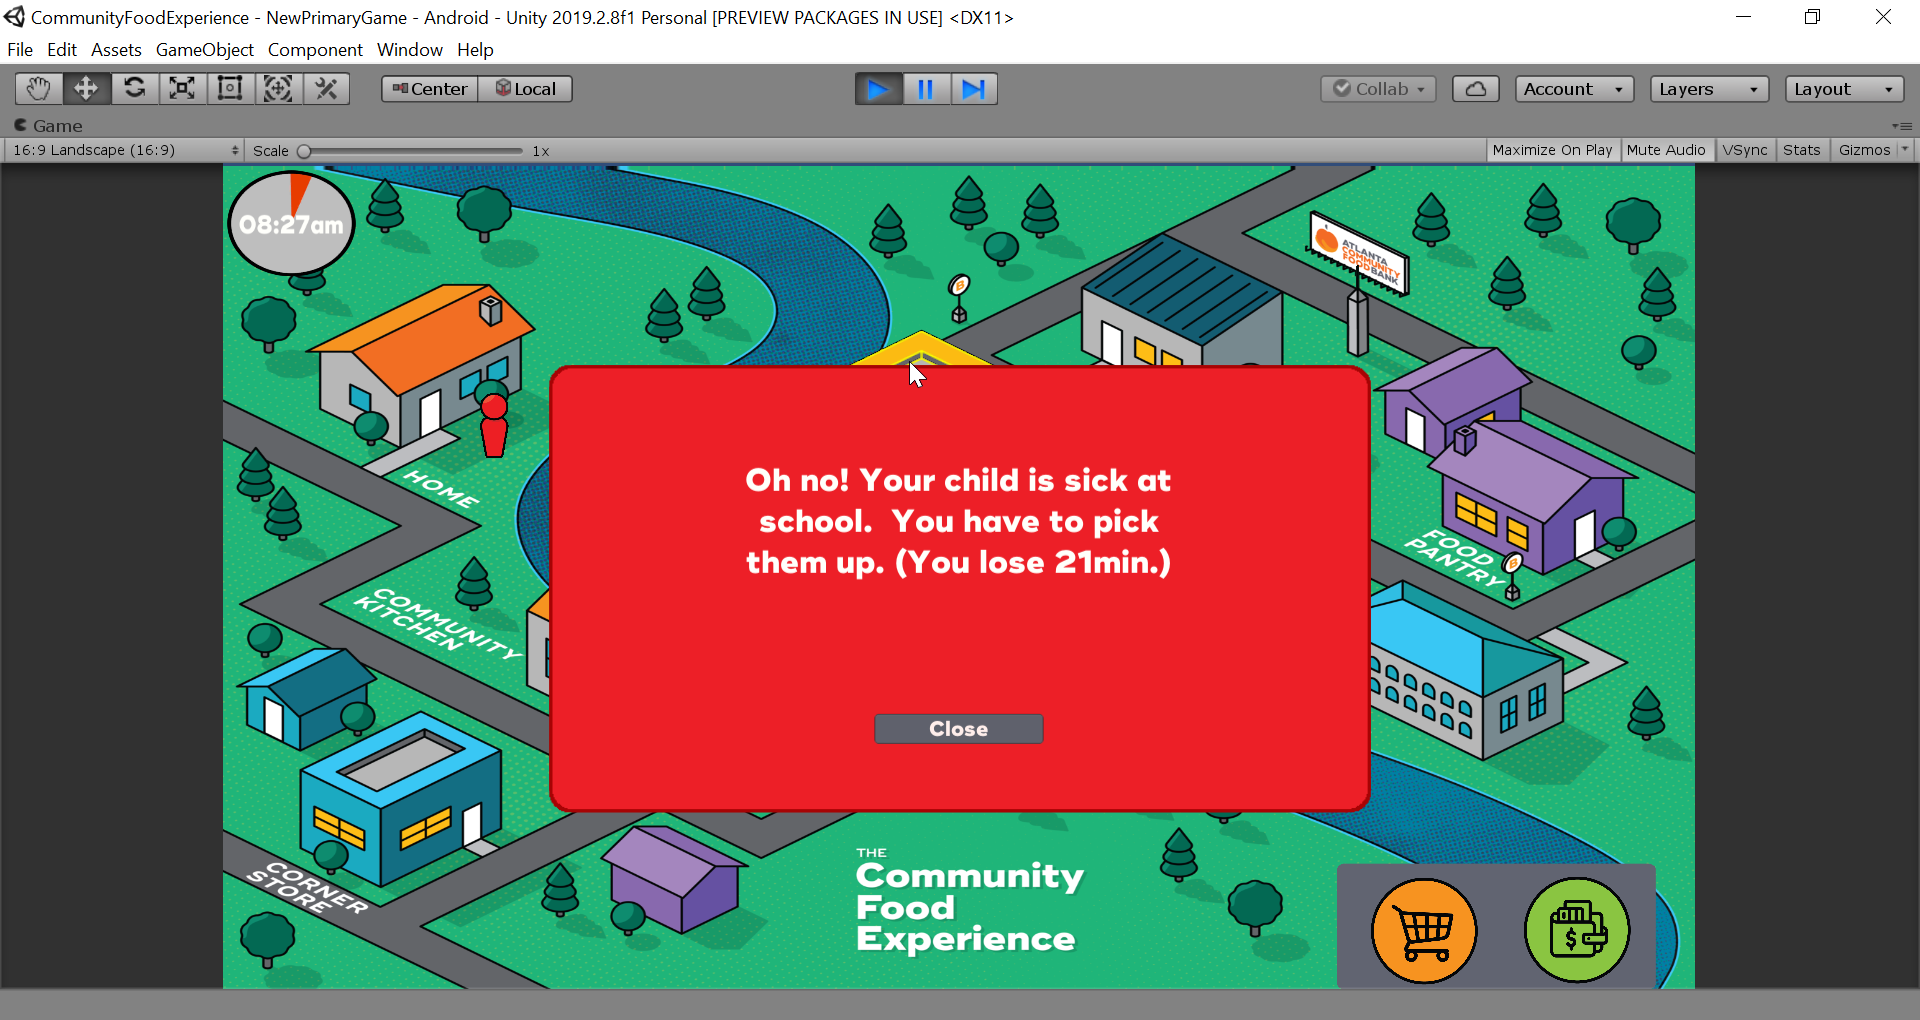 CommunityFoodExperience - NewPrimaryGame - Android - Unity 2019.2.8f1 Personal [PREVIEW PACKAGES IN USE] <DX11>
File Edit Assets GameObject Component Window Help
Center Local Collab Account Layers Layout
Game
16:9 Landscape (16:9) Scale 1x Maximize On Play Mute Audio VSync Stats Gizmos
08:27am
ATLANTA
COMMUNITY
FOODBANK
B
HOME
Oh no! Your child is sick at
school.  You have to pick
them up. (You lose 21min.)
Close
FOOD
PANTRY
B
COMMUNITY
KITCHEN
CORNER
STORE
THE
Community
Food
Experience
$